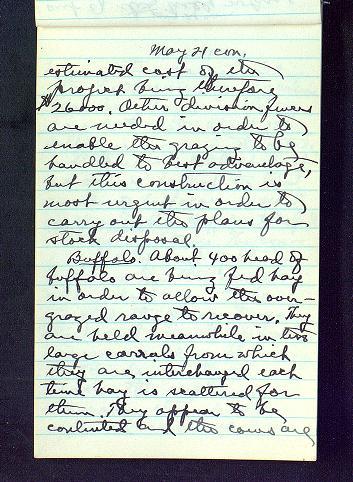 May 21 con.
estimated cost of the
project being therefore
$26000. Other division fences
are needed in order to
enable the grazing to be
handled to best advantage,
but this construction is
most urgent in order to
carry out the plans for
stock disposal.
Buffalo. About 400 head of
buffalo are being fed hay
in order to allow the over-
grazed range to recover. They
are held meanwhile in two
large corrals from which
they are interchanged each
time hay is scattered for
them. They appear to be
contented and the cows are